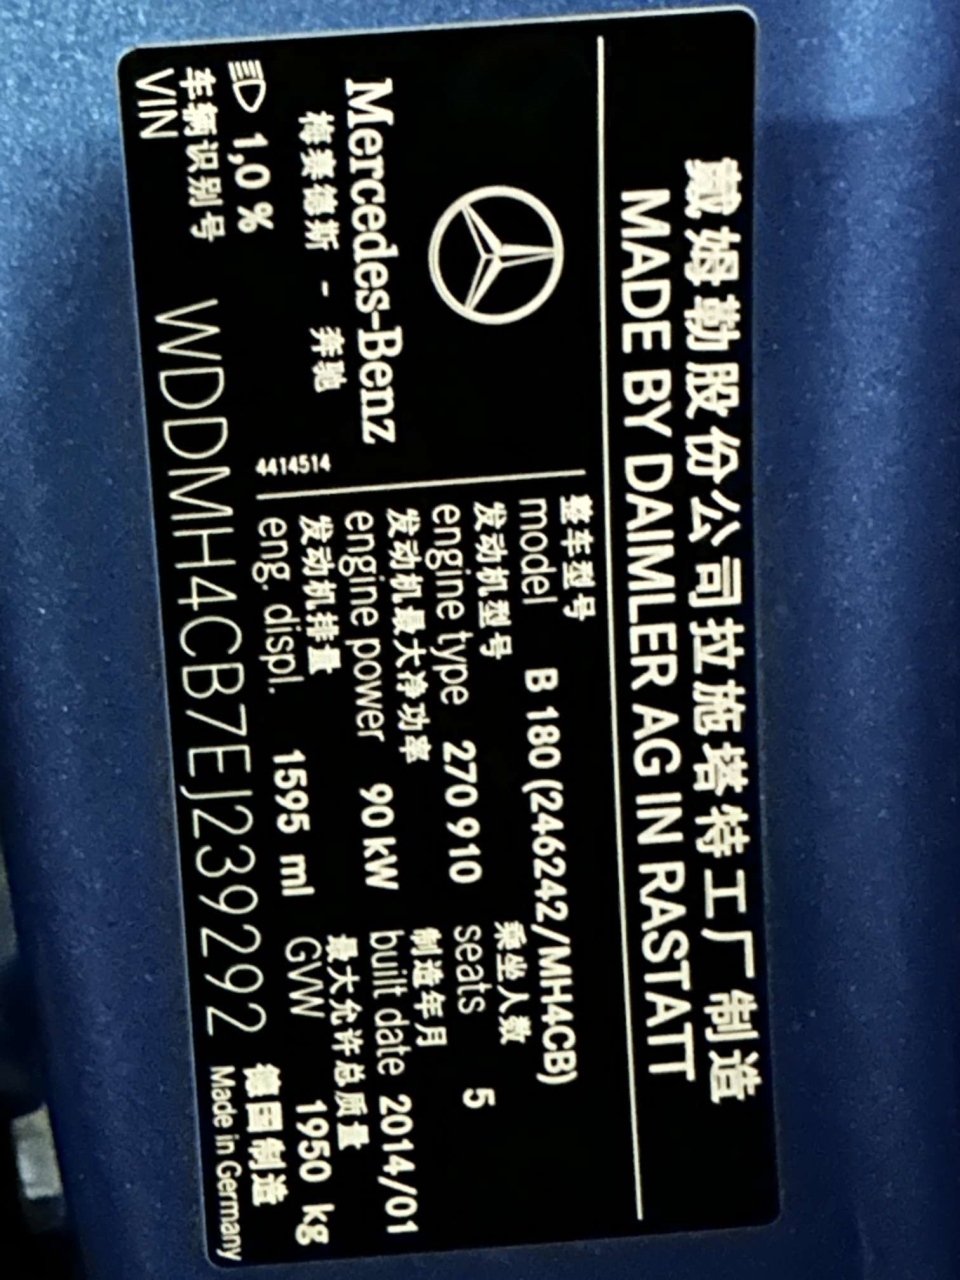 戴姆勒股份公司拉施塔特工厂制造
MADE BY DAIMLER AG IN RASTATT
Mercedes-Benz
梅赛德斯 - 奔驰
1,0 %
4414514
整车型号
model B 180 (246242/MH4CB)
发动机型号
engine type 270 910
乘坐人数
seats 5
发动机最大净功率
engine power 90 kW
制造年月
built date 2014/01
发动机排量
eng. displ. 1595 ml
最大允许总质量
GVW 1950 kg
车辆识别号
VIN WDDMH4CB7EJ239292
德国制造
Made in Germany